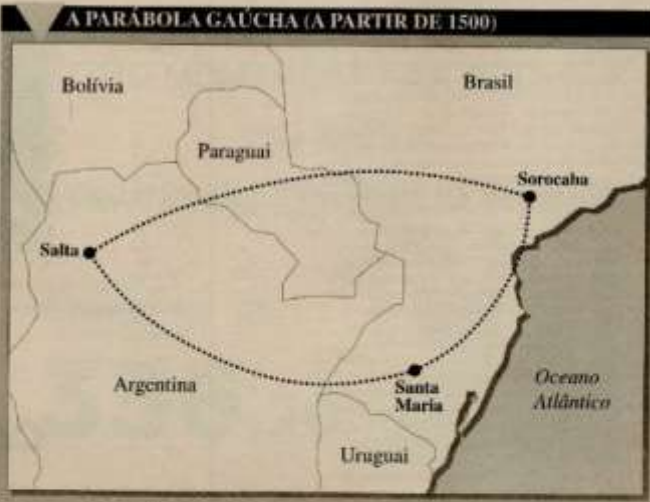 A PARÁBOLA GAÚCHA (A PARTIR DE 1500)
Bolívia
Brasil
Paraguai
Sorocaba
Salta
Argentina
Santa
Maria
Oceano
Atlântico
Uruguai